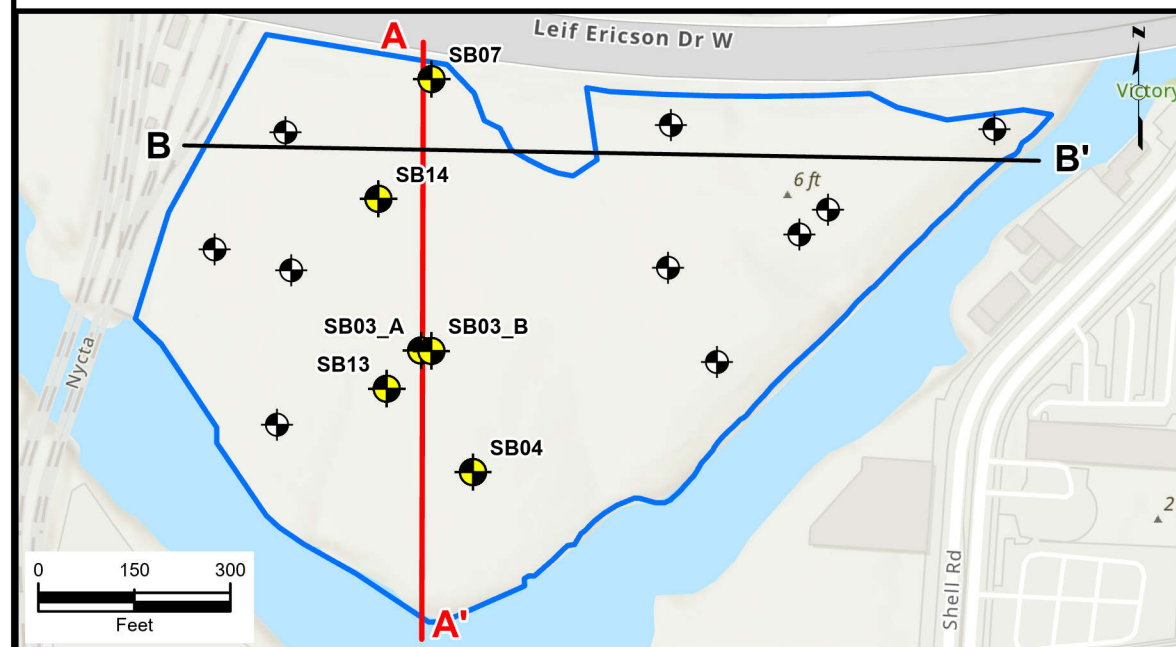 Leif Ericson Dr W
A
SB07
N
Victory
B
B'
SB14
6 ft
SB03_A
SB03_B
SB13
Nycta
SB04
2
0 150 300
Feet
A'
Shell Rd